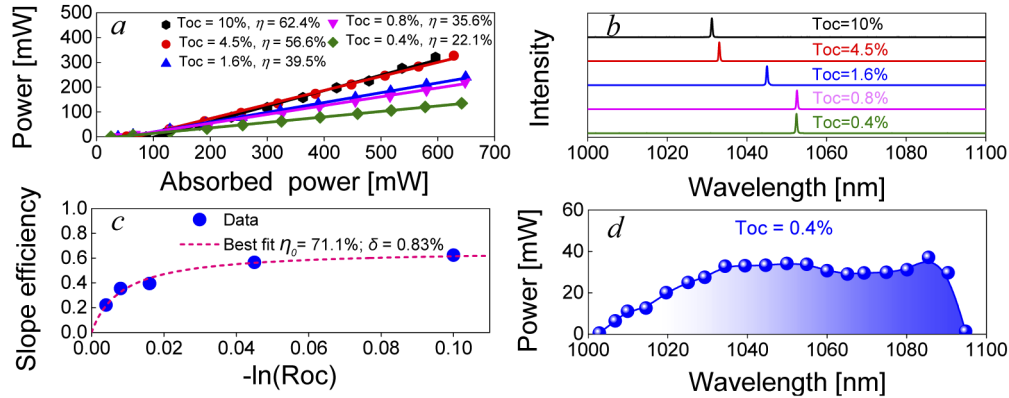 a
Toc = 10%, η = 62.4%
Toc = 4.5%, η = 56.6%
Toc = 1.6%, η = 39.5%
Toc = 0.8%, η = 35.6%
Toc = 0.4%, η = 22.1%
Power [mW]
500
400
300
200
100
0
0 100 200 300 400 500 600 700
Absorbed power [mW]
b
Toc=10%
Toc=4.5%
Toc=1.6%
Toc=0.8%
Toc=0.4%
Intensity
1000 1020 1040 1060 1080 1100
Wavelength [nm]
c
Data
Best fit η0= 71.1%; δ = 0.83%
Slope efficiency
1.0
0.8
0.6
0.4
0.2
0.0
0.00 0.02 0.04 0.06 0.08 0.10
-ln(Roc)
d
Toc = 0.4%
Power [mW]
60
40
20
0
1000 1020 1040 1060 1080 1100
Wavelength [nm]